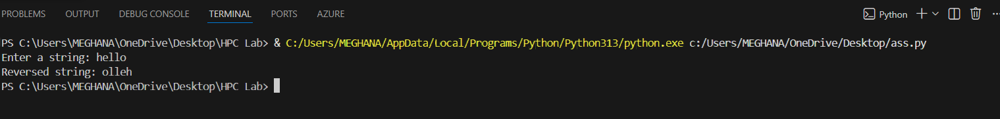 PROBLEMS OUTPUT DEBUG CONSOLE TERMINAL PORTS AZURE Python
PS C:\Users\MEGHANA\OneDrive\Desktop\HPC Lab> & C:/Users/MEGHANA/AppData/Local/Programs/Python/Python313/python.exe c:/Users/MEGHANA/OneDrive/Desktop/ass.py
Enter a string: hello
Reversed string: olleh
PS C:\Users\MEGHANA\OneDrive\Desktop\HPC Lab>